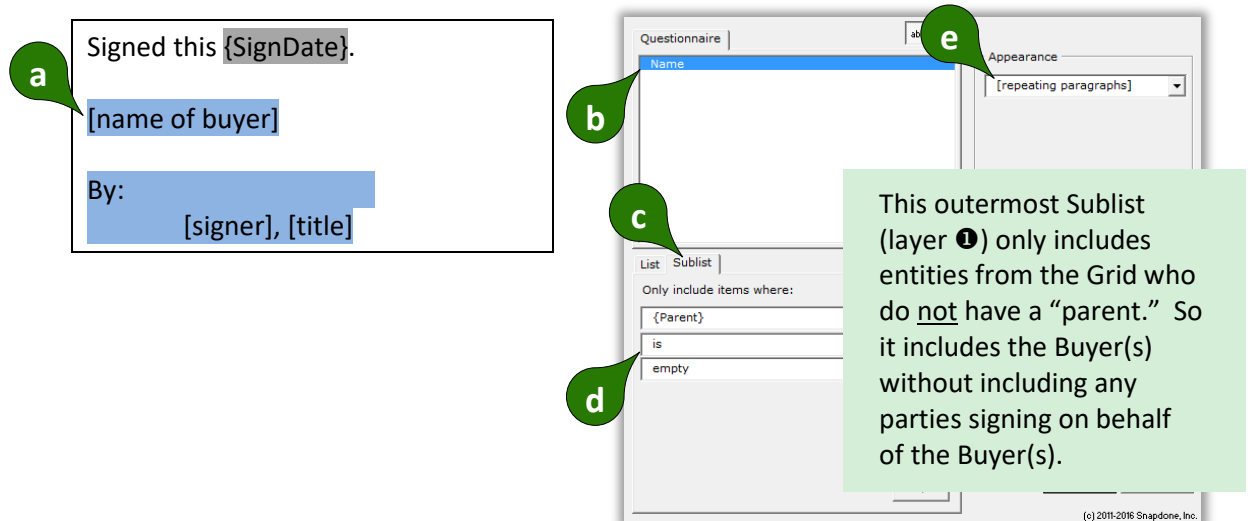 a
Signed this {SignDate}.
[name of buyer]
By:
[signer], [title]
Questionnaire
ab
e
Appearance
Name
[repeating paragraphs]
b
c
List Sublist
Only include items where:
{Parent}
is
empty
d
This outermost Sublist
(layer ❶) only includes
entities from the Grid who
do not have a “parent.” So
it includes the Buyer(s)
without including any
parties signing on behalf
of the Buyer(s).
(c) 2011-2016 Snapdone, Inc.